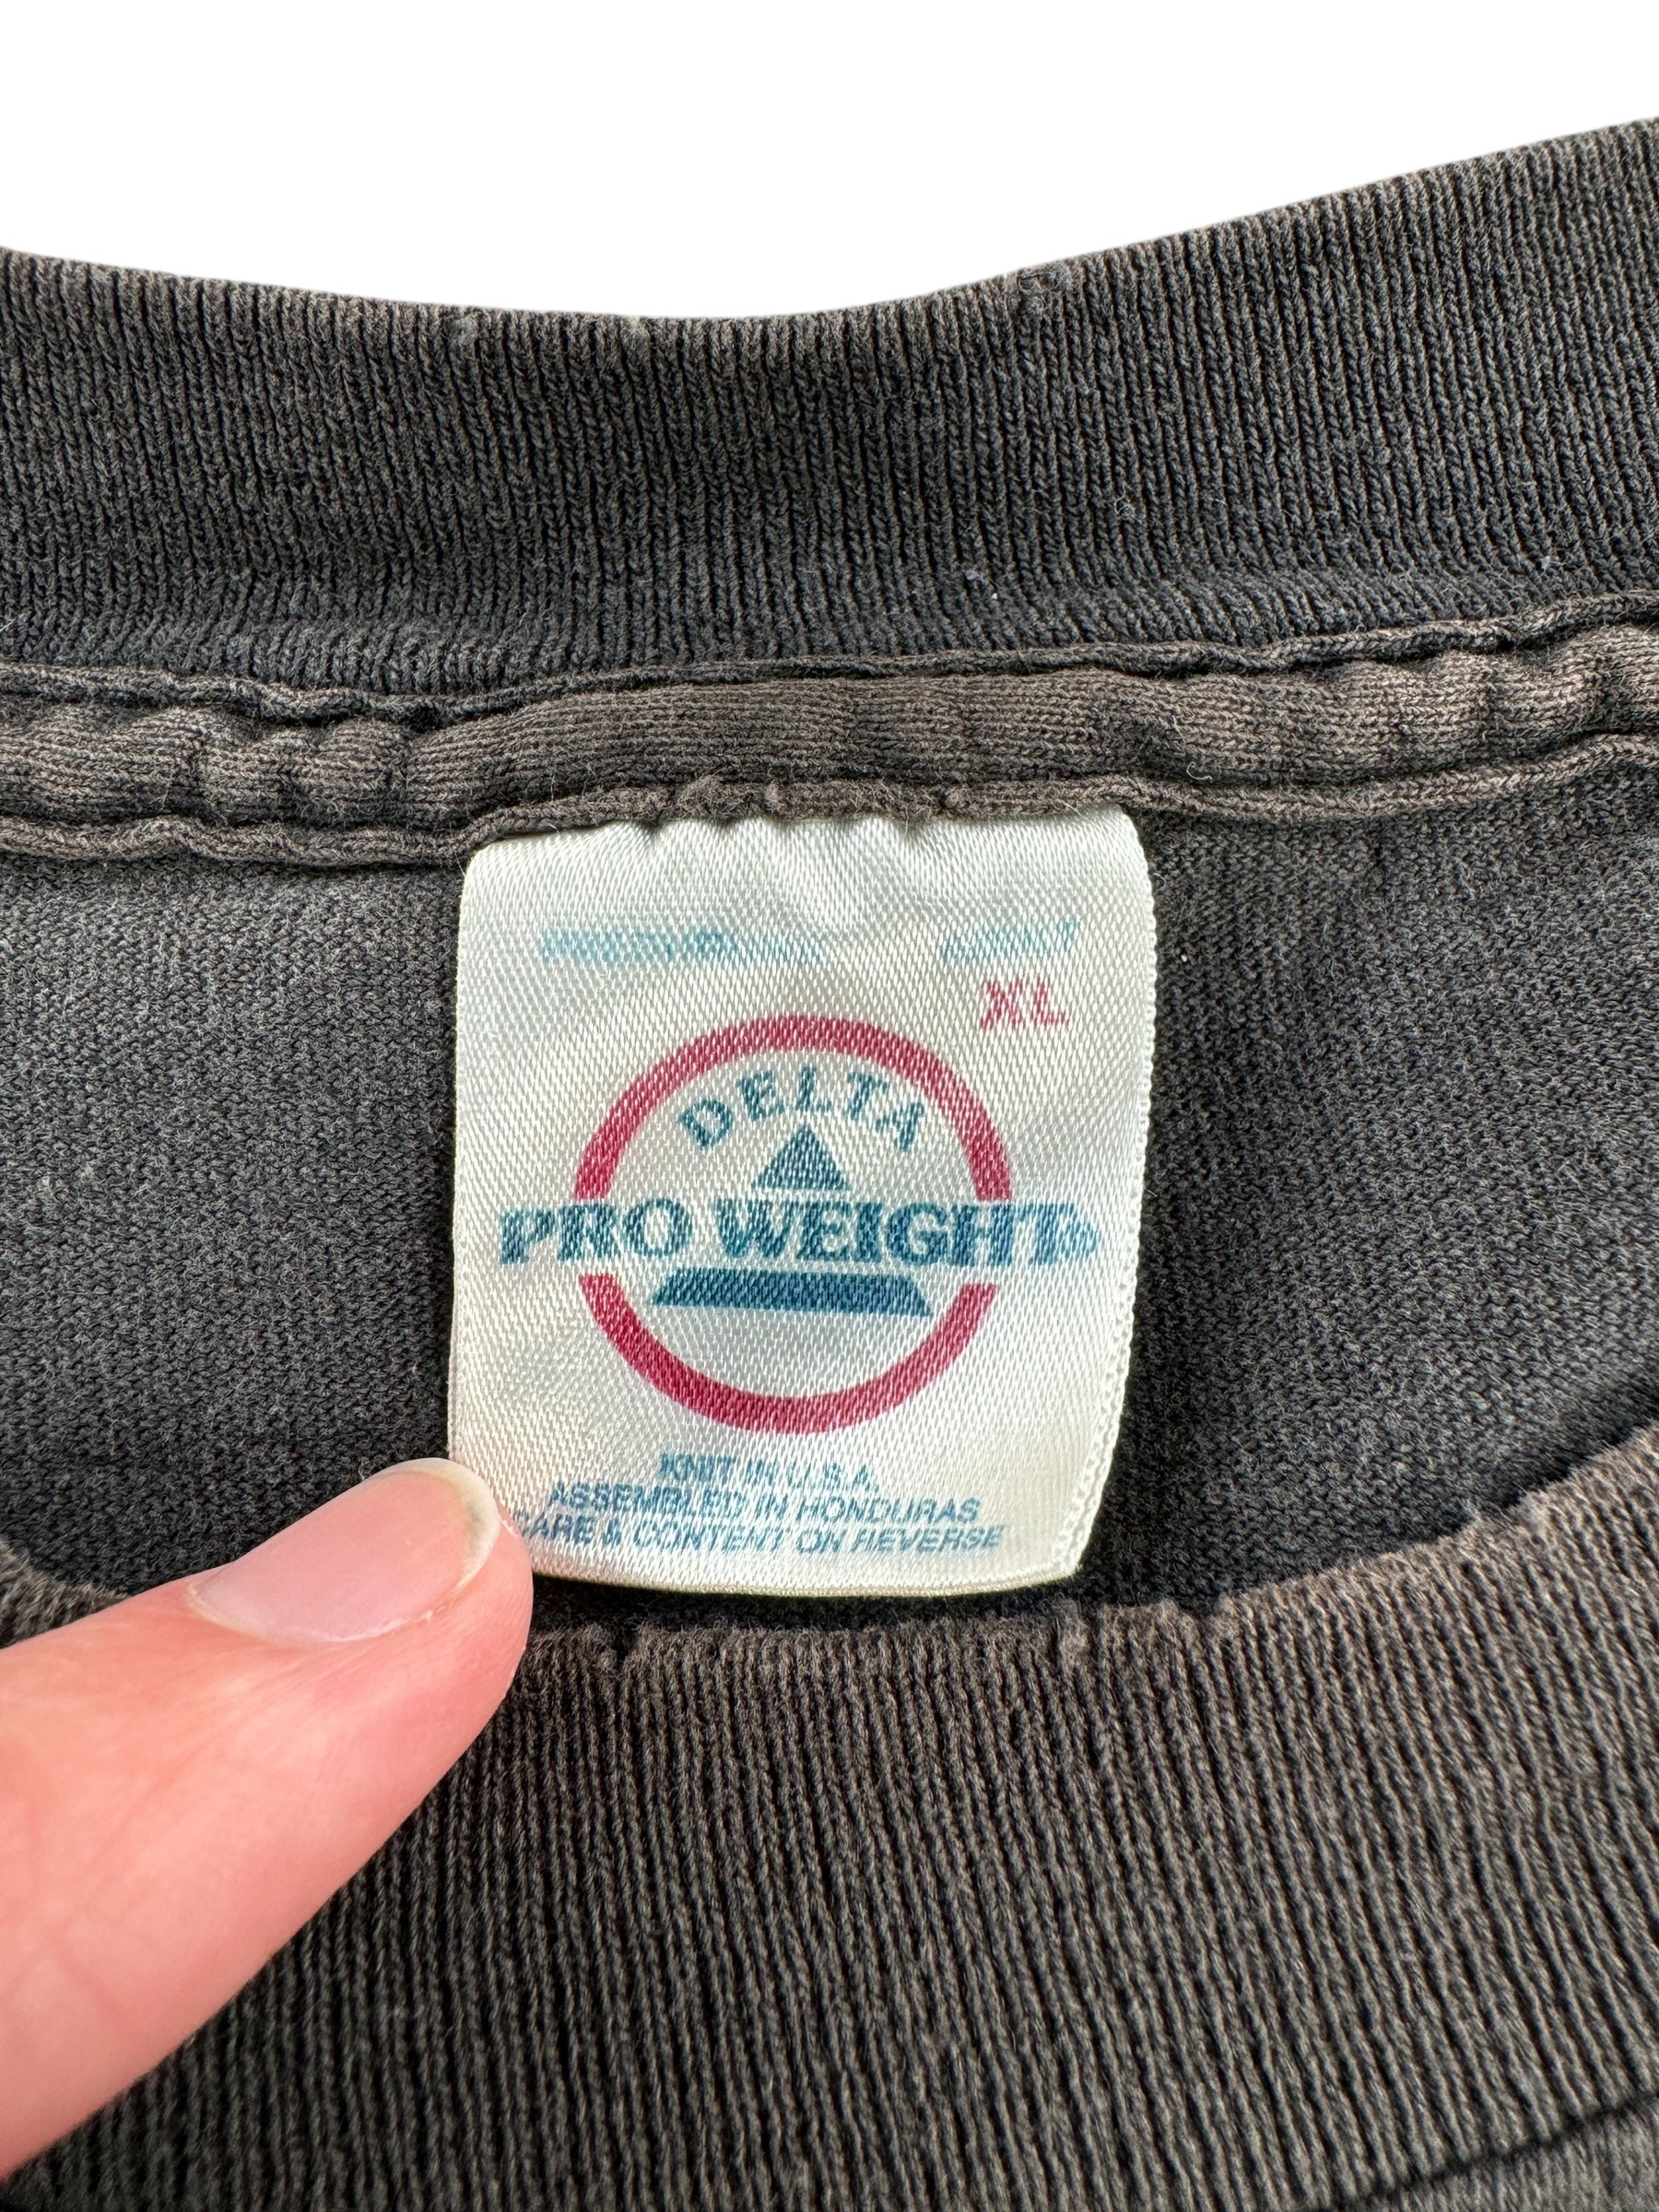 XL
DELTA
PRO WEIGHT
KNIT IN U.S.A.
ASSEMBLED IN HONDURAS
CARE & CONTENT ON REVERSE